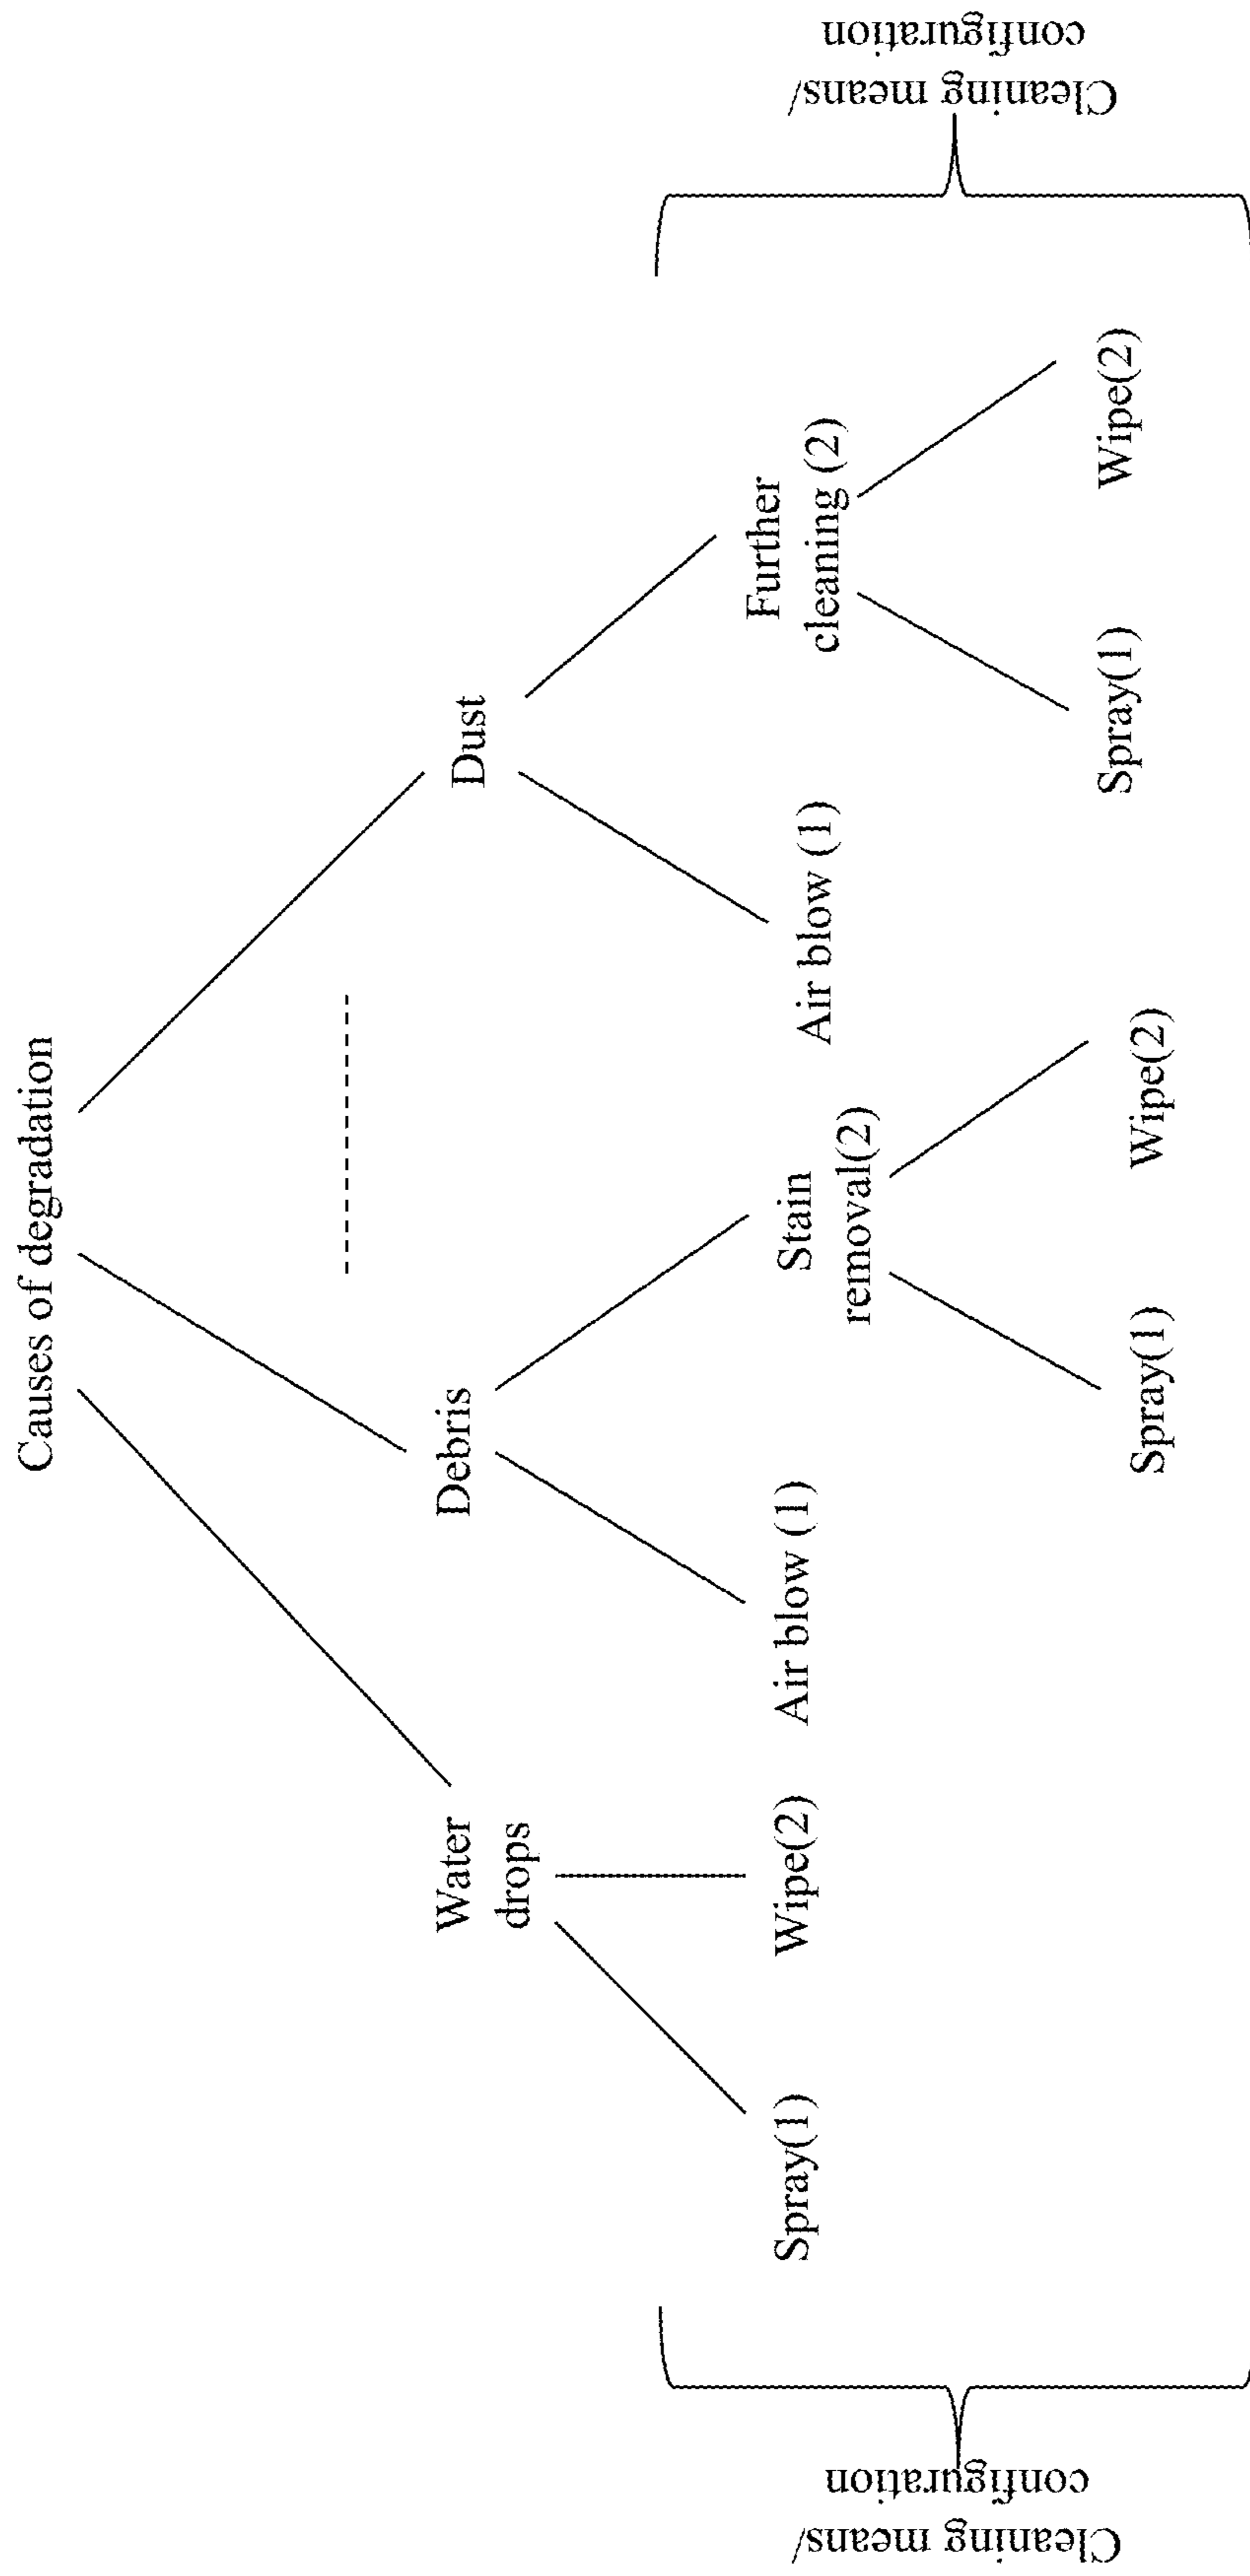 Causes of degradation
Water
drops
Debris
Dust
Spray(1)
Wipe(2)
Air blow (1)
Stain
removal(2)
Air blow (1)
Further
cleaning (2)
Spray(1)
Wipe(2)
Spray(1)
Wipe(2)
Cleaning means/
configuration
Cleaning means/
configuration